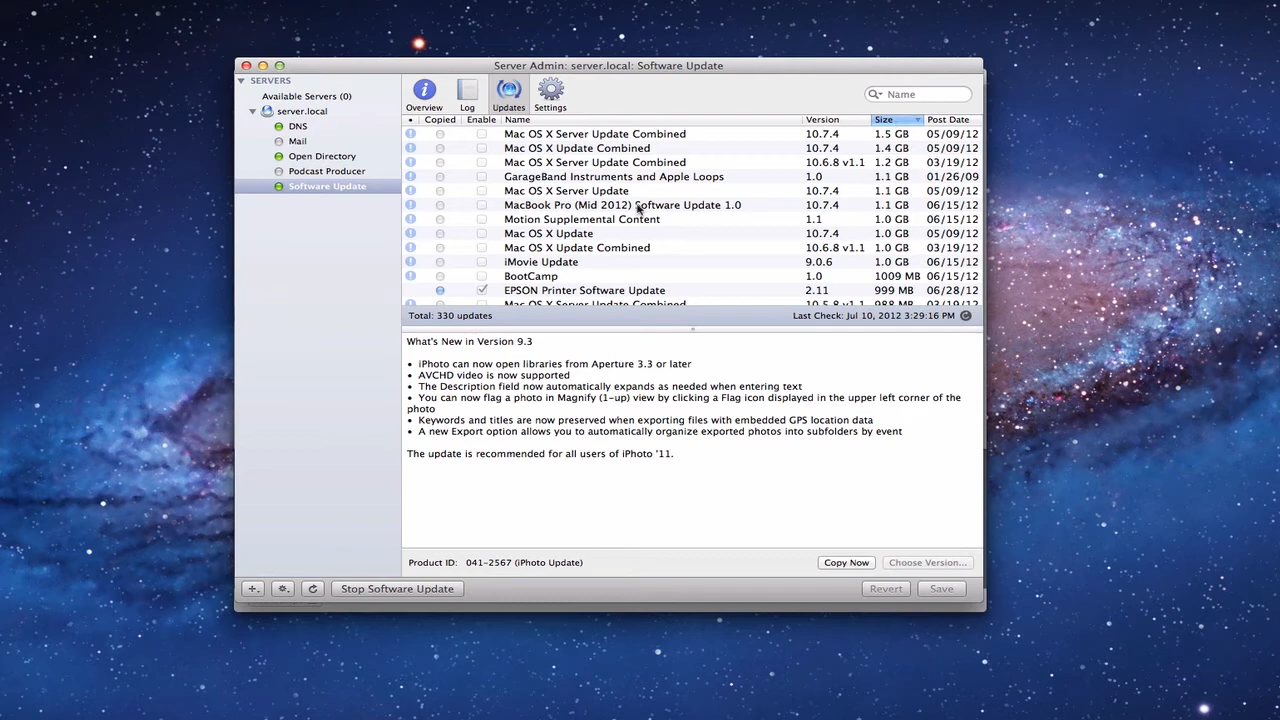 Server Admin: server.local: Software Update
SERVERS
Available Servers (0)
server.local
DNS
Mail
Open Directory
Podcast Producer
Software Update
Overview Log Updates Settings
Name
• Copied Enable Name Version Size Post Date
Mac OS X Server Update Combined 10.7.4 1.5 GB 05/09/12
Mac OS X Update Combined 10.7.4 1.4 GB 05/09/12
Mac OS X Server Update Combined 10.6.8 v1.1 1.2 GB 03/19/12
GarageBand Instruments and Apple Loops 1.0 1.1 GB 01/26/09
Mac OS X Server Update 10.7.4 1.1 GB 05/09/12
MacBook Pro (Mid 2012) Software Update 1.0 10.7.4 1.1 GB 06/15/12
Motion Supplemental Content 1.1 1.0 GB 06/15/12
Mac OS X Update 10.7.4 1.0 GB 05/09/12
Mac OS X Update Combined 10.6.8 v1.1 1.0 GB 03/19/12
iMovie Update 9.0.6 1.0 GB 06/15/12
BootCamp 1.0 1009 MB 06/15/12
EPSON Printer Software Update 2.11 999 MB 06/28/12
Mac OS X Server Update Combined 10.5.8 v1.1 988 MB 03/19/12
Total: 330 updates Last Check: Jul 10, 2012 3:29:16 PM
What's New in Version 9.3
• iPhoto can now open libraries from Aperture 3.3 or later
• AVCHD video is now supported
• The Description field now automatically expands as needed when entering text
• You can now flag a photo in Magnify (1-up) view by clicking a Flag icon displayed in the upper left corner of the
photo
• Keywords and titles are now preserved when exporting files with embedded GPS location data
• A new Export option allows you to automatically organize exported photos into subfolders by event
The update is recommended for all users of iPhoto '11.
Product ID: 041-2567 (iPhoto Update) Copy Now Choose Version...
Stop Software Update Revert Save